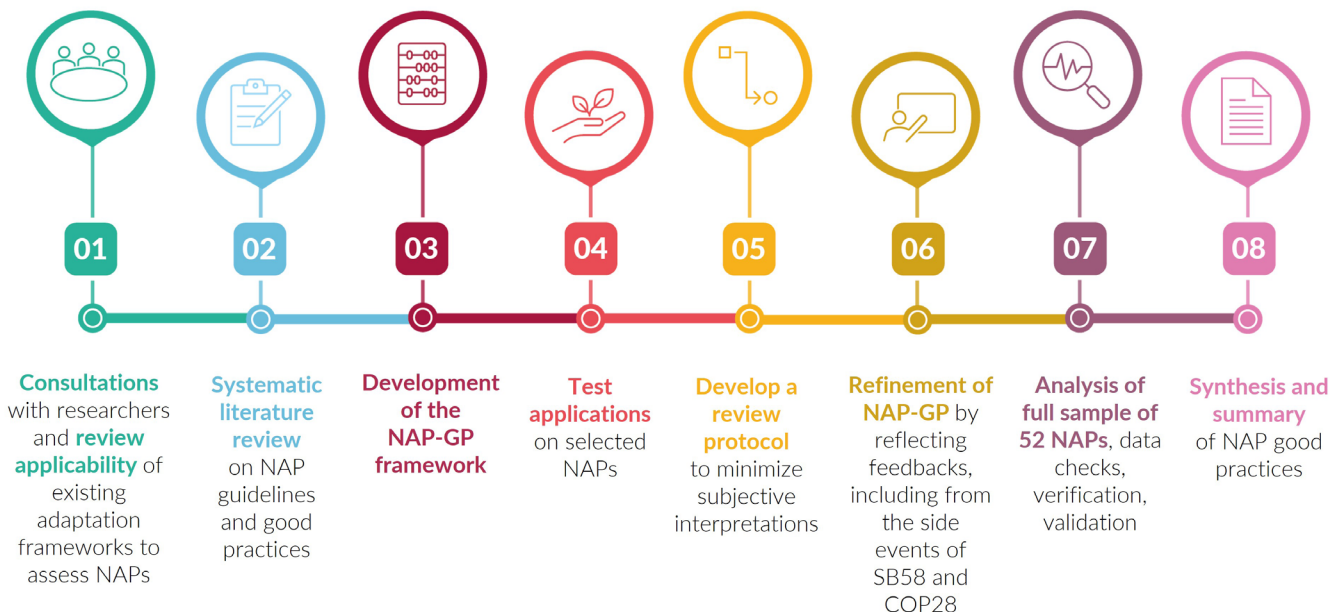 01
02
03
04
05
06
07
08
Consultations
with researchers
and review
applicability of
existing
adaptation
frameworks to
assess NAPs
Systematic
literature
review
on NAP
guidelines
and good
practices
Development
of the
NAP-GP
framework
Test
applications
on selected
NAPs
Develop a
review
protocol
to minimize
subjective
interpretations
Refinement of
NAP-GP by
reflecting
feedbacks,
including from
the side
events of
SB58 and
COP28
Analysis of
full sample of
52 NAPs, data
checks,
verification,
validation
Synthesis and
summary
of NAP good
practices